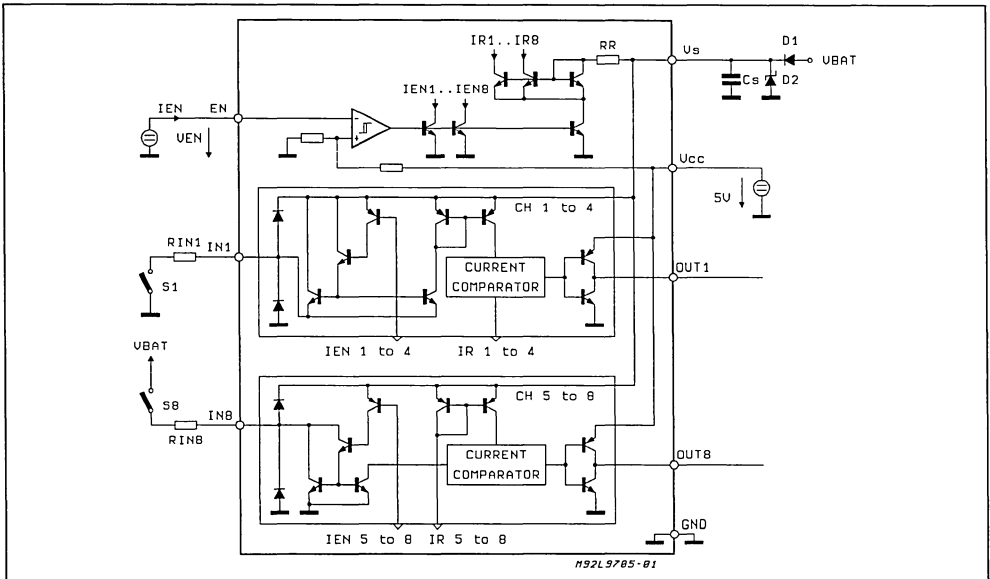 IR1..IR8
RR
Vs
D1
VBAT
Cs
D2
IEN1..IEN8
IEN
EN
VEN
-
+
Vcc
5V
CH 1 to 4
RIN1
IN1
S1
CURRENT
COMPARATOR
OUT1
IEN 1 to 4
IR 1 to 4
VBAT
CH 5 to 8
S8
IN8
RIN8
CURRENT
COMPARATOR
OUT8
IEN 5 to 8
IR 5 to 8
GND
M92L9705-01